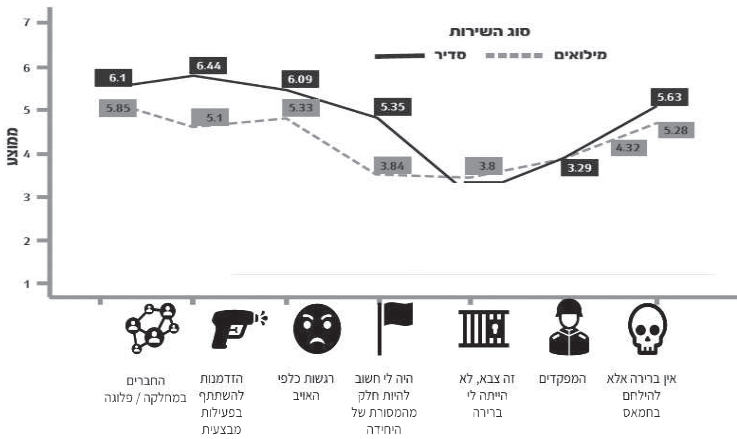 סוג השירות
סדיר
מילואים
ממוצע
7
6
5
4
3
2
1
6.1
6.44
6.09
5.35
3.29
5.63
5.85
5.1
5.33
3.84
3.8
4.32
5.28
החברים
במחלקה / פלוגה
הזדמנות
להשתתף
בפעילות
מבצעית
רגשות כלפי
האויב
היה לי חשוב
להיות חלק
מהמסורת של
היחידה
זה צבא, לא
הייתה לי
ברירה
המפקדים
אין ברירה אלא
להילחם
בחמאס